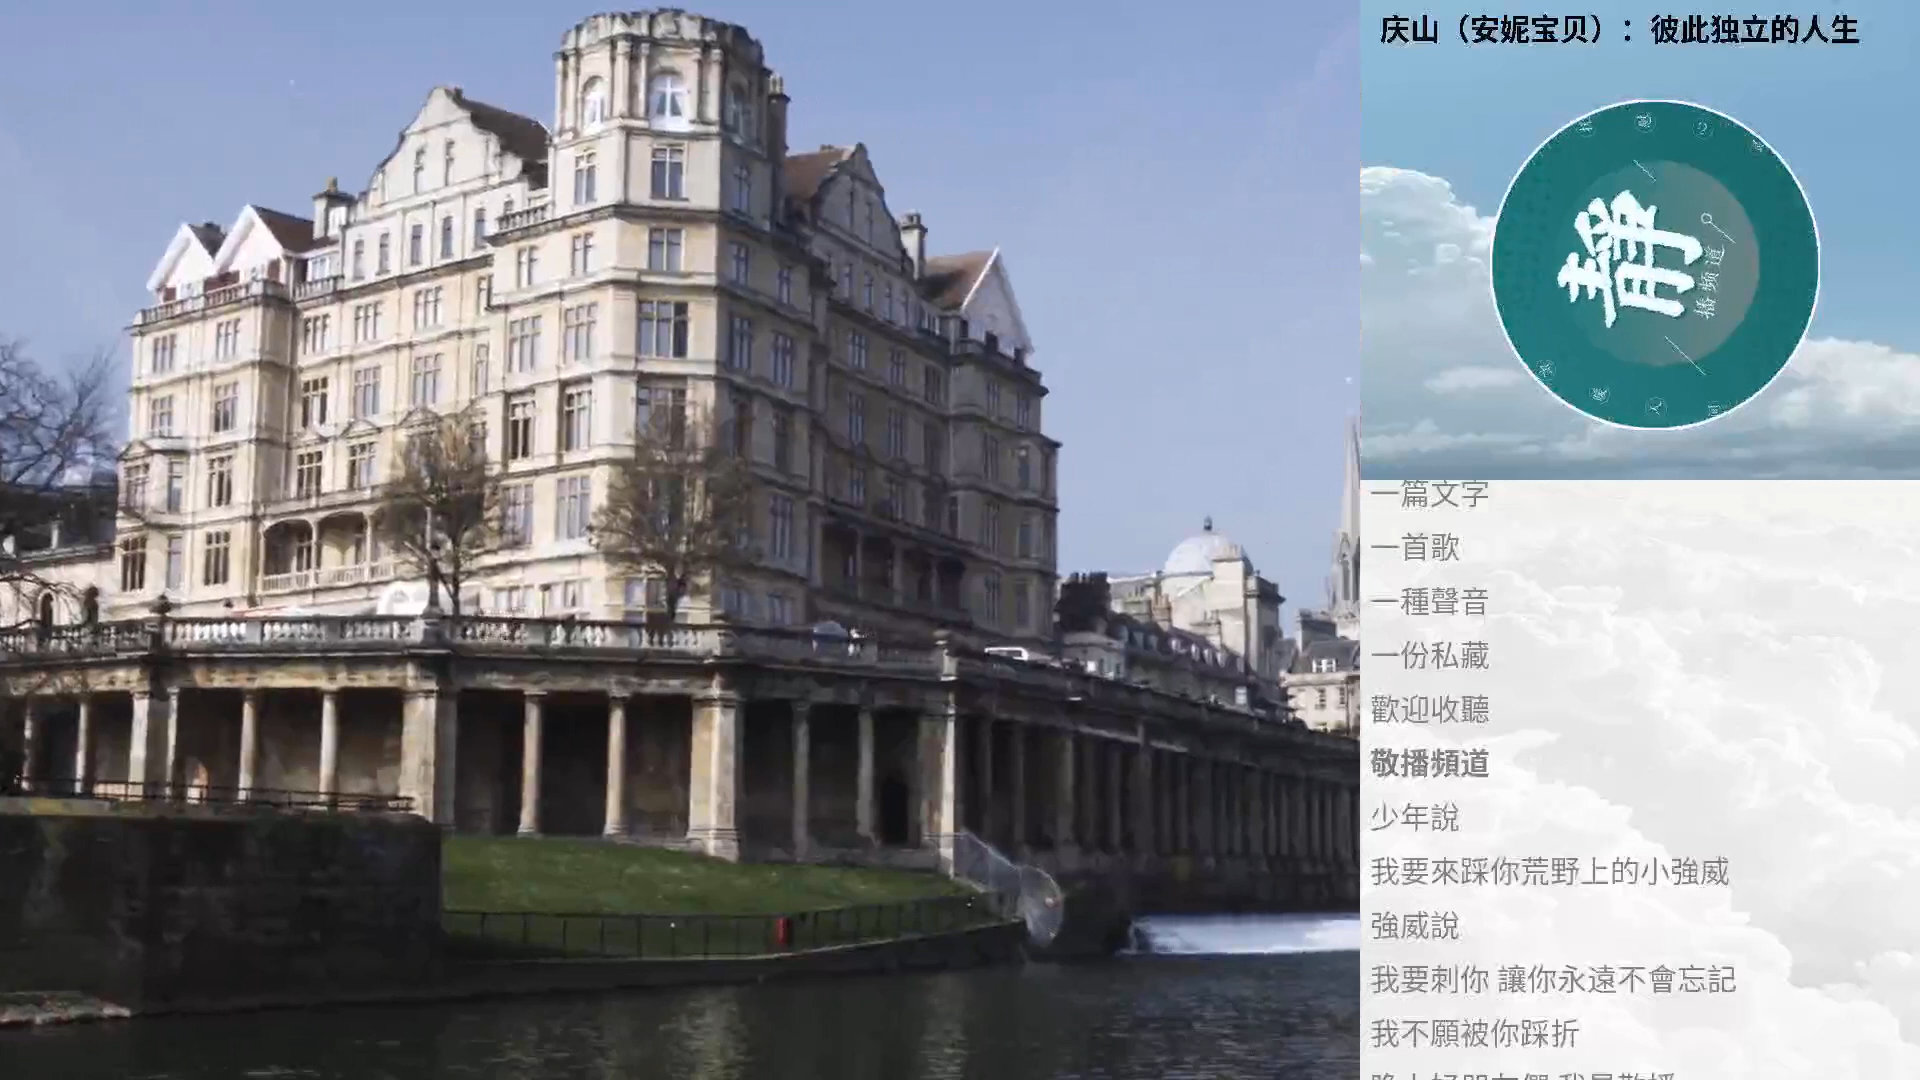 庆山（安妮宝贝）：彼此独立的人生
静
播频道
一篇文字
一首歌
一種聲音
一份私藏
歡迎收聽
敬播頻道
少年說
我要來踩你荒野上的小強威
強威說
我要刺你 讓你永遠不會忘記
我不願被你踩折